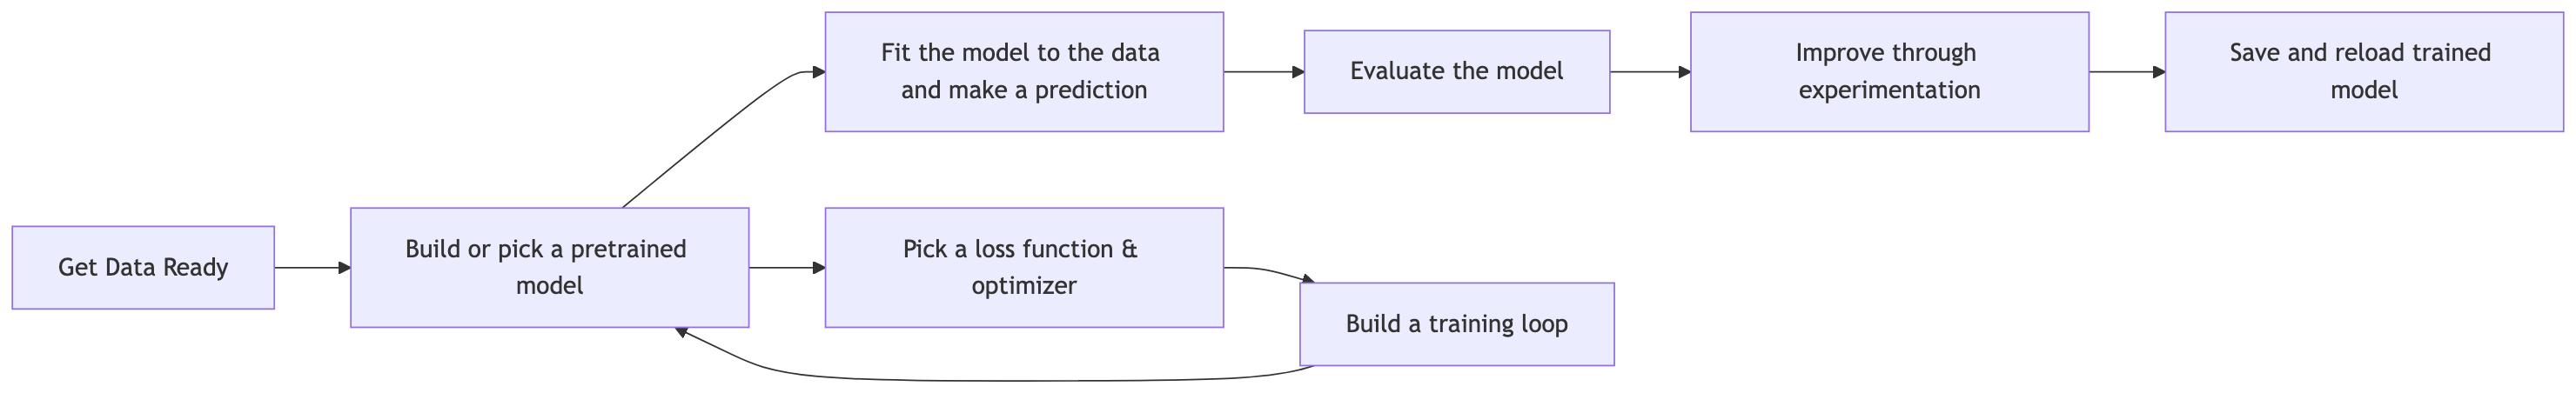 Get Data Ready
Build or pick a pretrained
model
Fit the model to the data
and make a prediction
Evaluate the model
Improve through
experimentation
Save and reload trained
model
Pick a loss function &
optimizer
Build a training loop